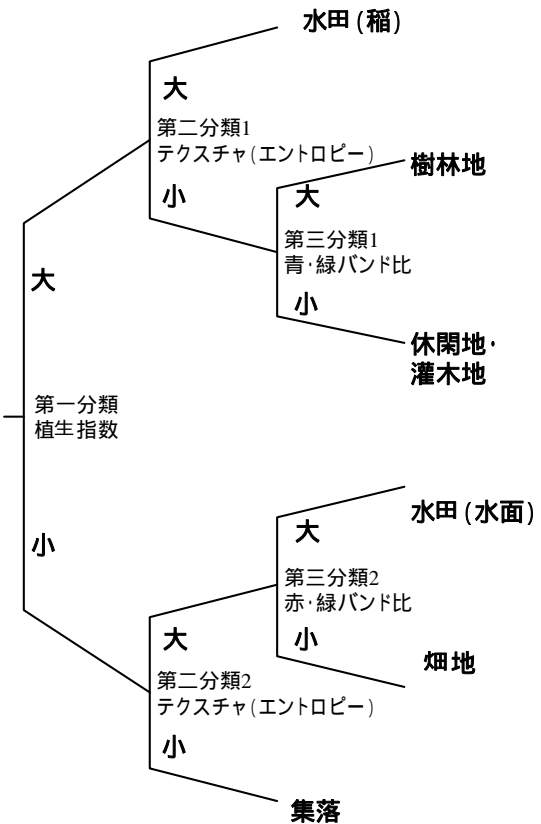 水田(稲)
大
第二分類1
テクスチャ(エントロピー)
小
樹林地
大
第三分類1
青・緑バンド比
小
休閑地・
灌木地
大
第一分類
植生指数
小
水田(水面)
大
第三分類2
赤・緑バンド比
小
畑地
大
第二分類2
テクスチャ(エントロピー)
小
集落